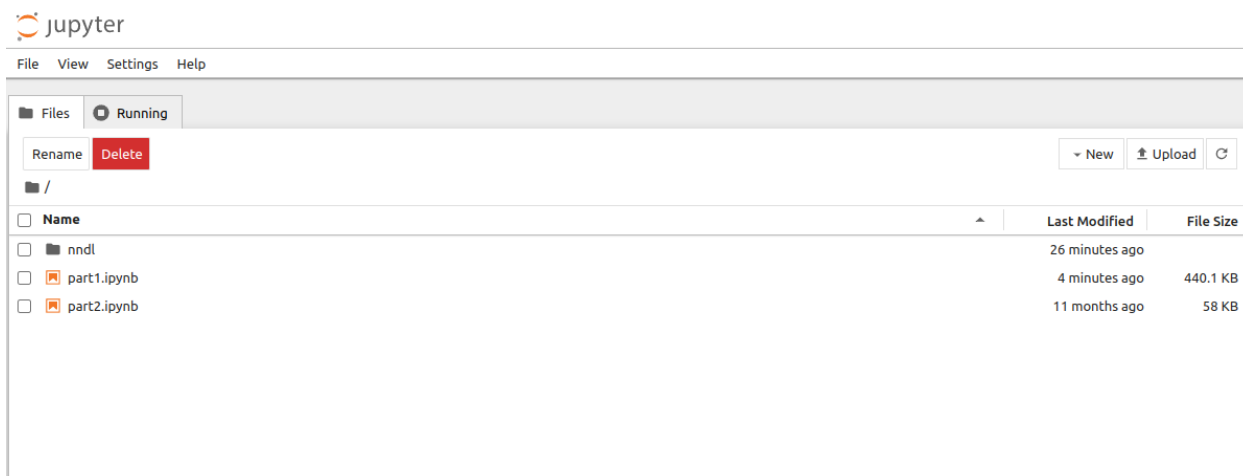 jupyter
File View Settings Help
Files Running
Rename Delete New Upload
/
Name Last Modified File Size
nndl 26 minutes ago
part1.ipynb 4 minutes ago 440.1 KB
part2.ipynb 11 months ago 58 KB